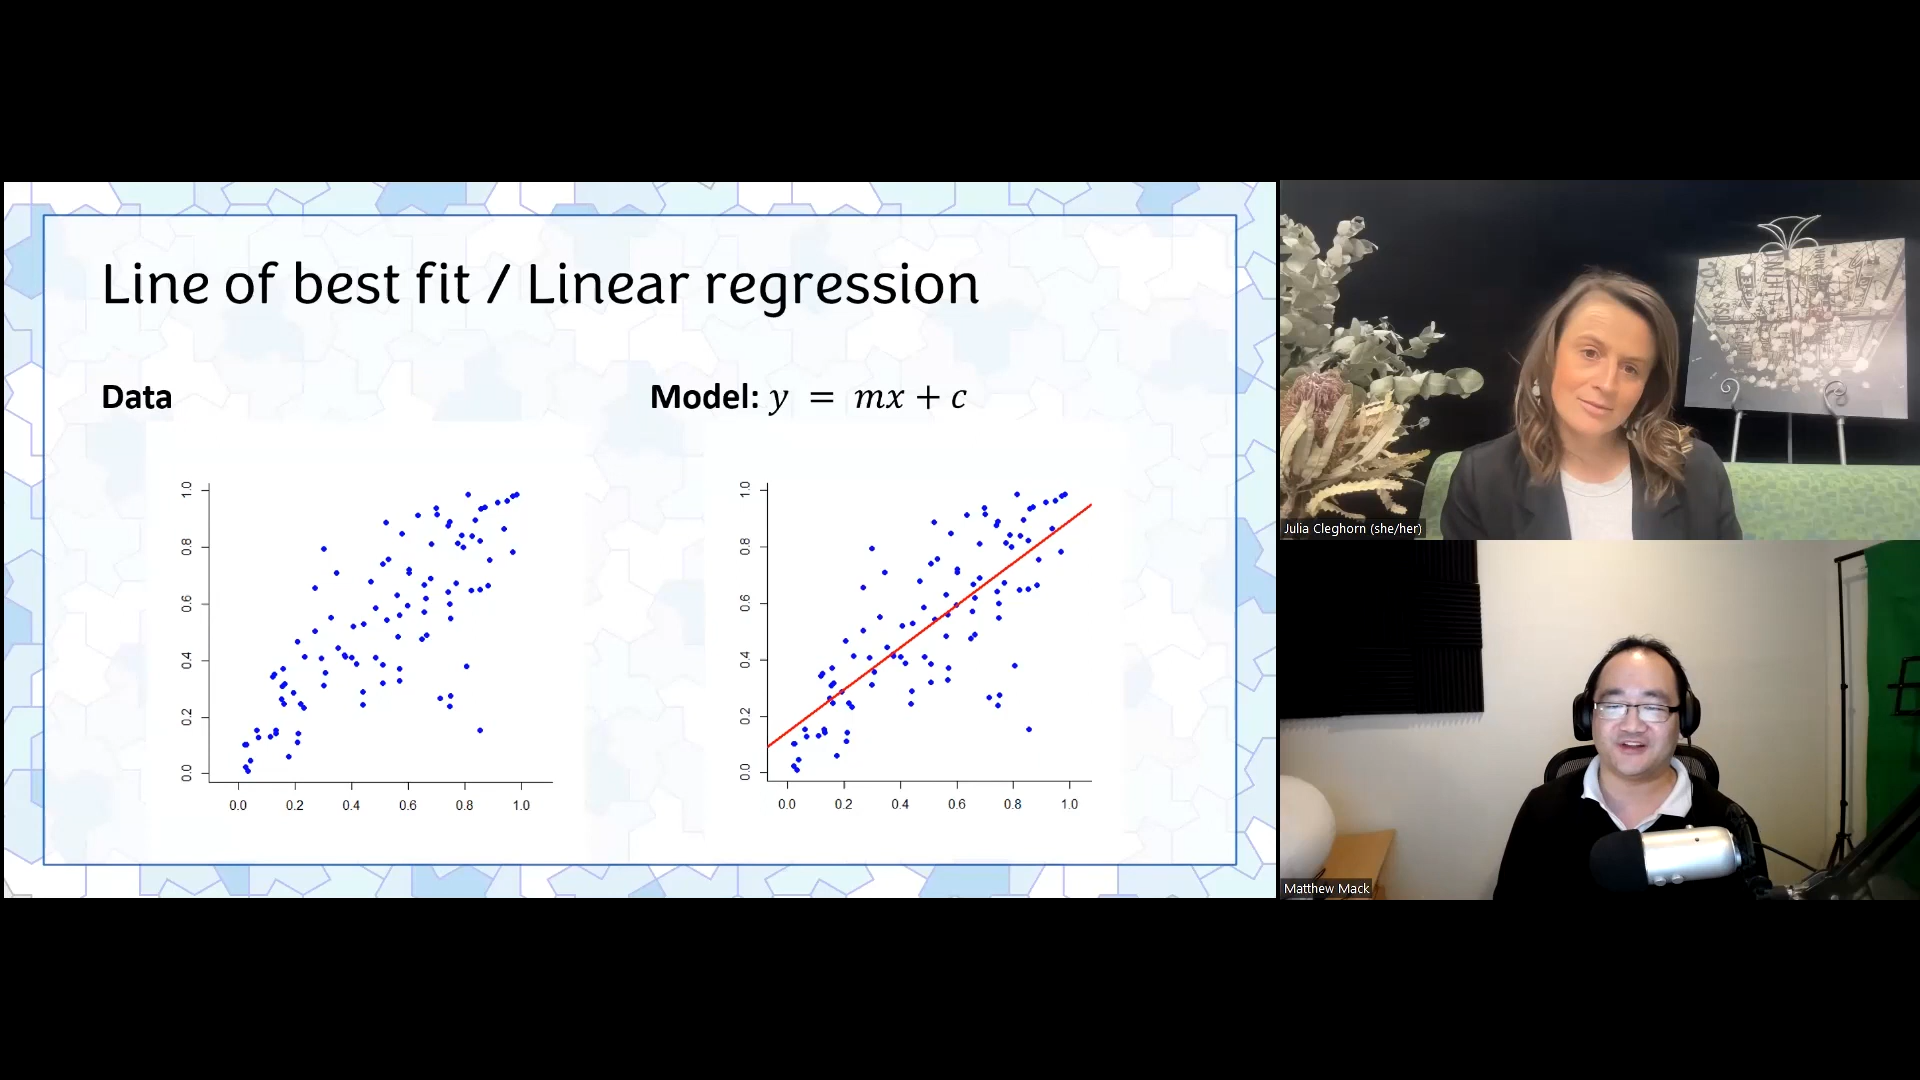 Line of best fit / Linear regression
Data
Model: y = mx + c
1.0
0.8
0.6
0.4
0.2
0.0
0.0 0.2 0.4 0.6 0.8 1.0
1.0
0.8
0.6
0.4
0.2
0.0
0.0 0.2 0.4 0.6 0.8 1.0
Julia Cleghorn (she/her)
Matthew Mack